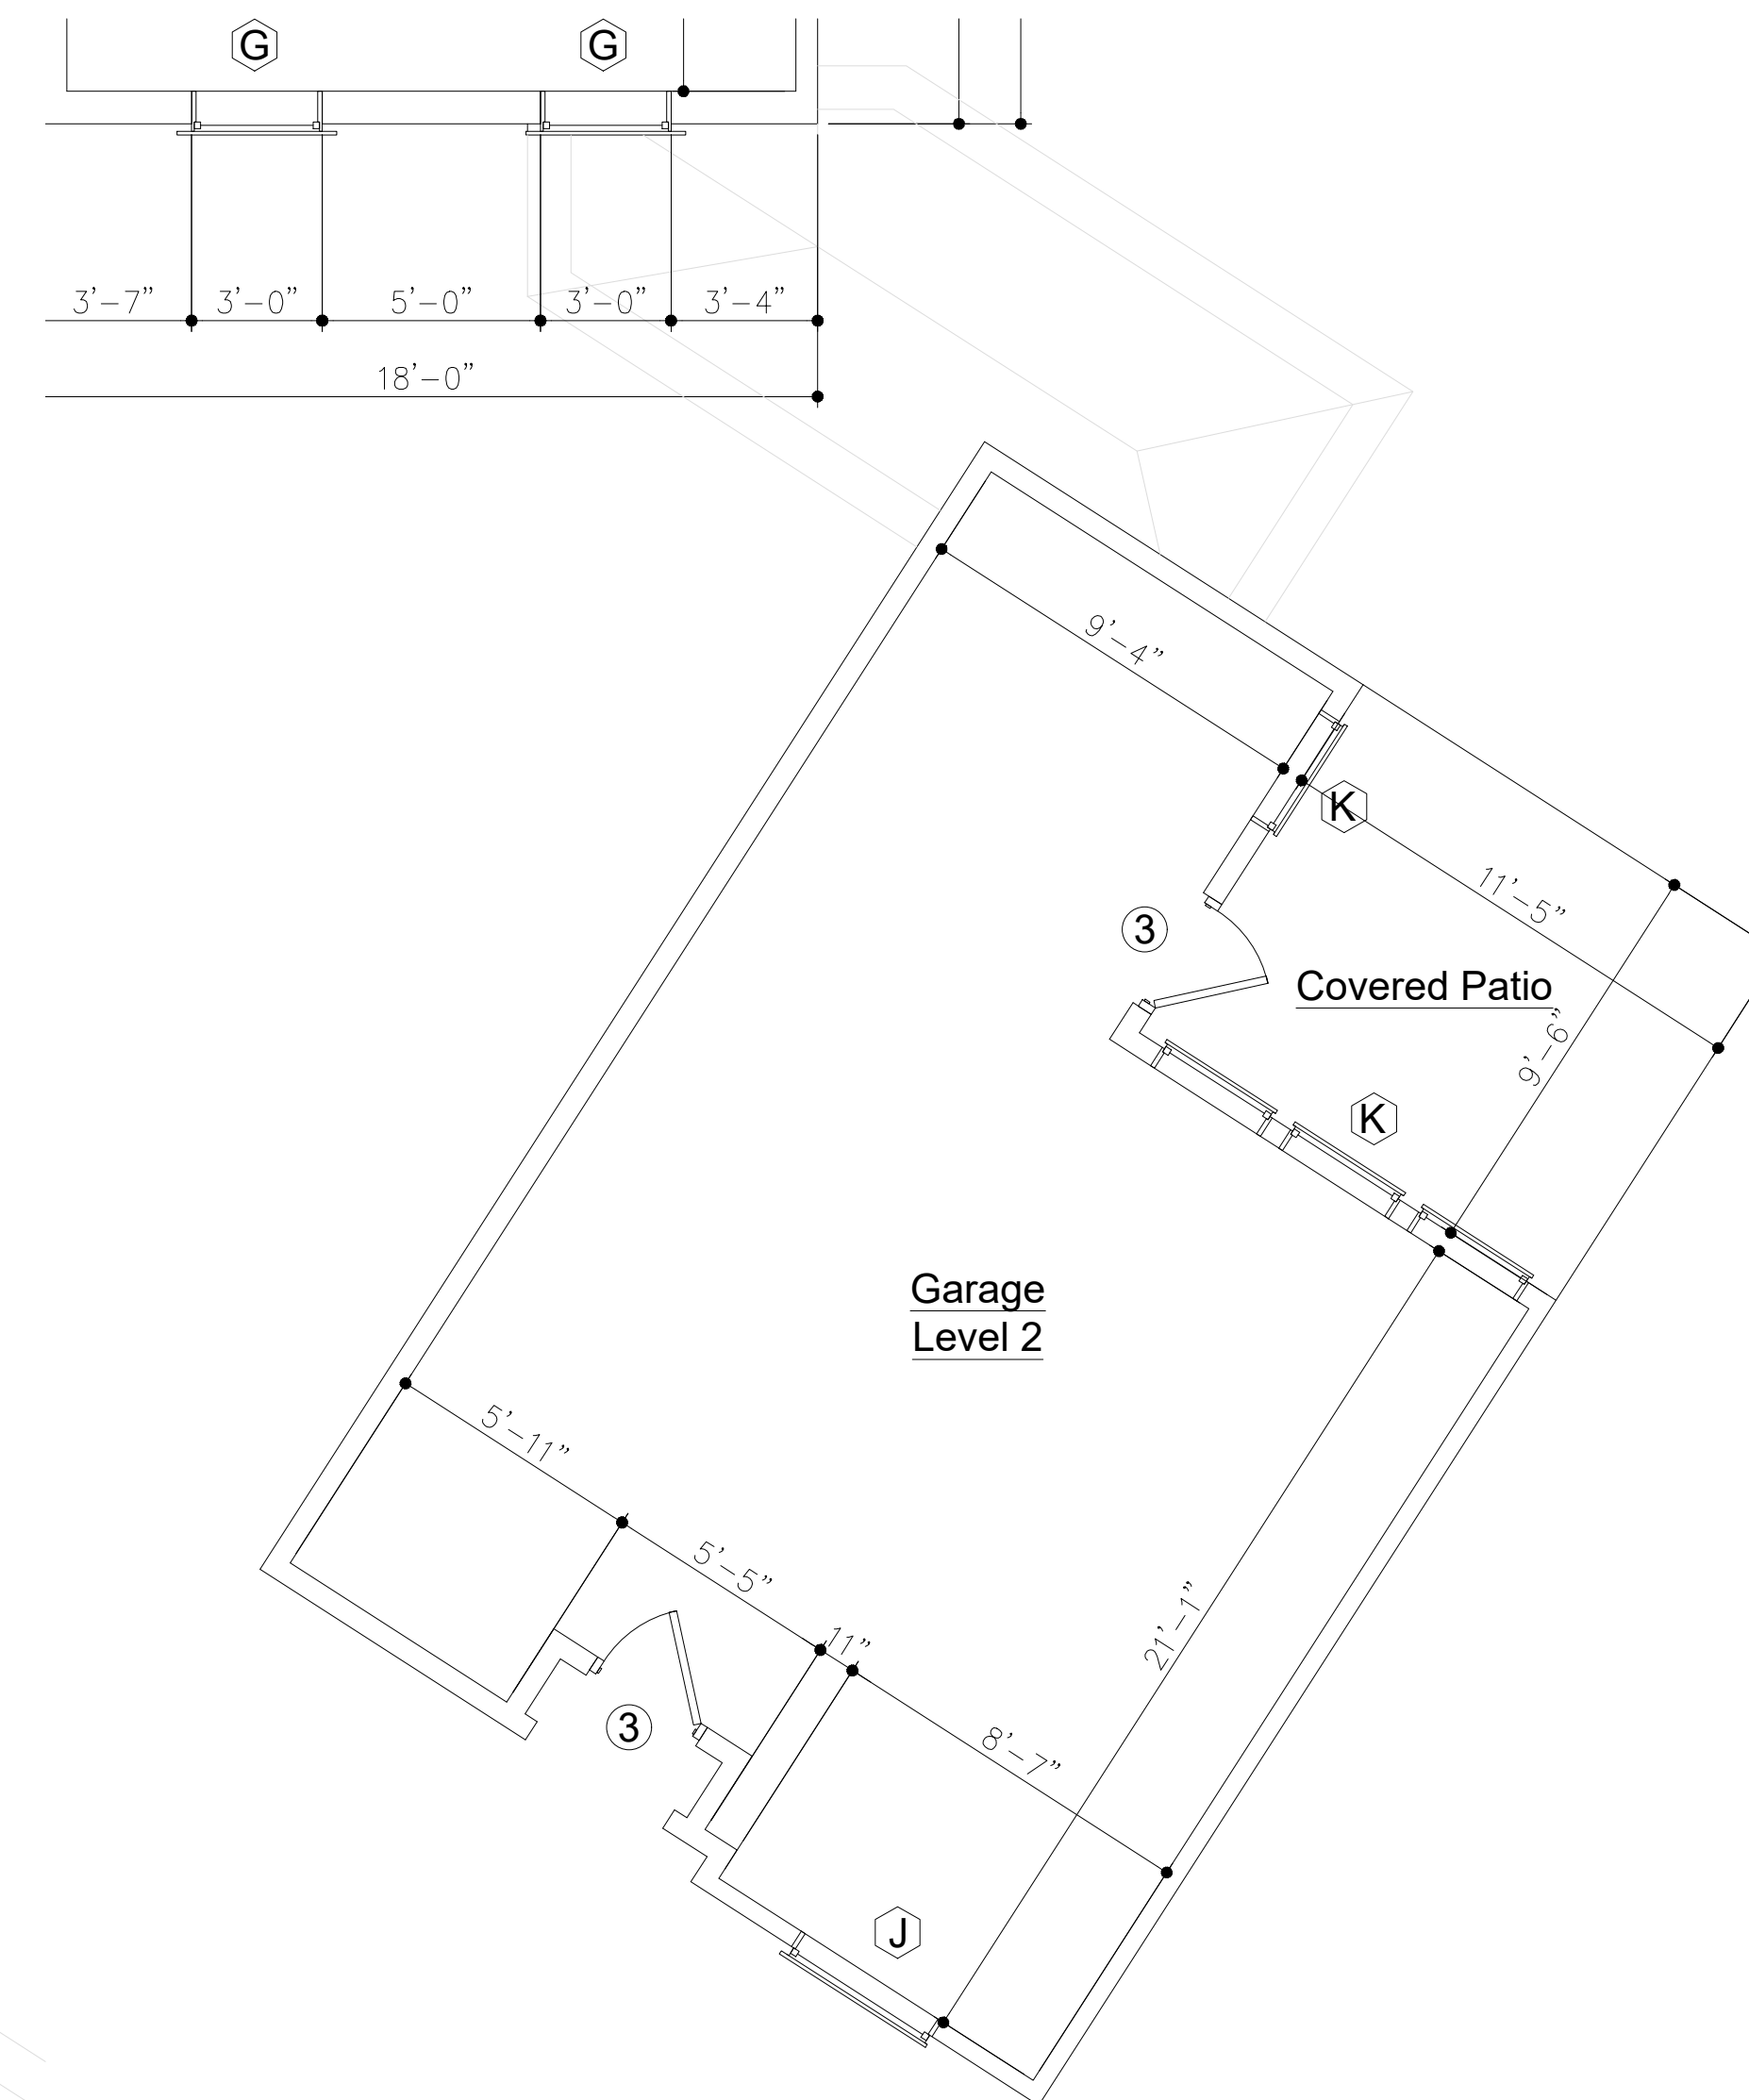 G G
3’–7” 3’–0” 5’–0” 3’–0” 3’–4”
18’–0”
9’–4”
K
11’–5”
3
Covered Patio
9’–6”
K
Garage
Level 2
5’–11”
5’–5”
11”
21’–1”
3
8’–7”
J